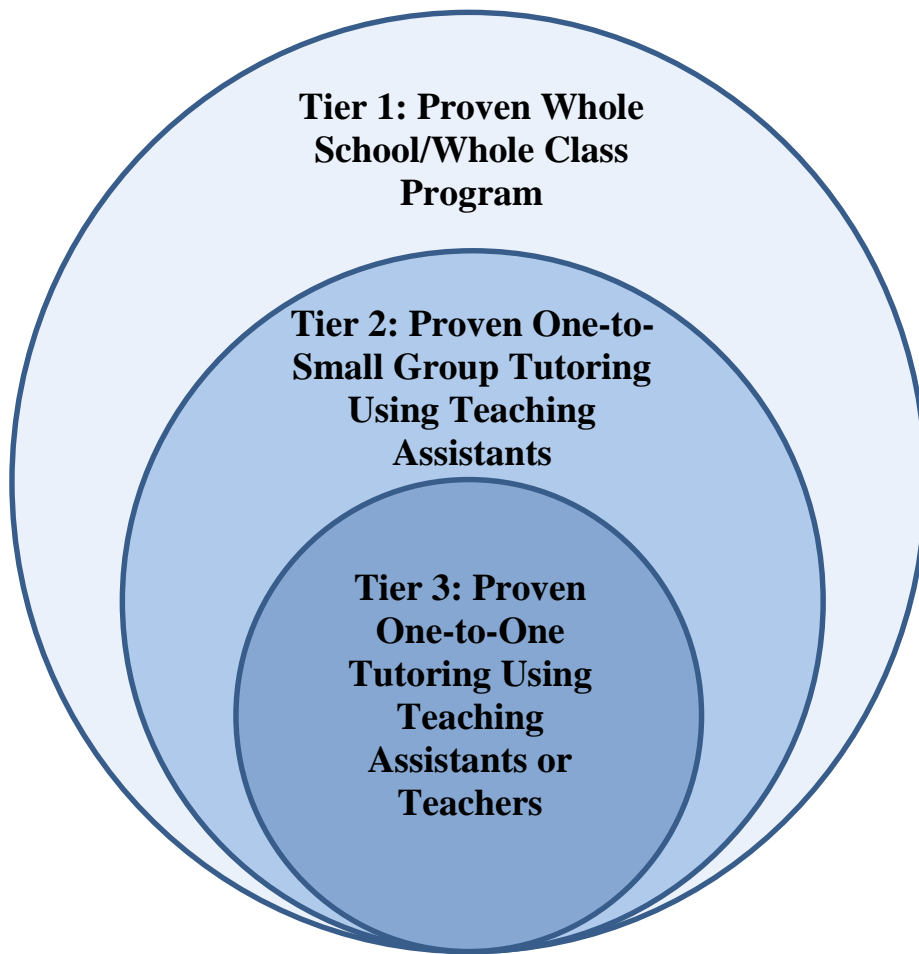 Tier 1: Proven Whole
School/Whole Class
Program
Tier 2: Proven One-to-
Small Group Tutoring
Using Teaching
Assistants
Tier 3: Proven
One-to-One
Tutoring Using
Teaching
Assistants or
Teachers